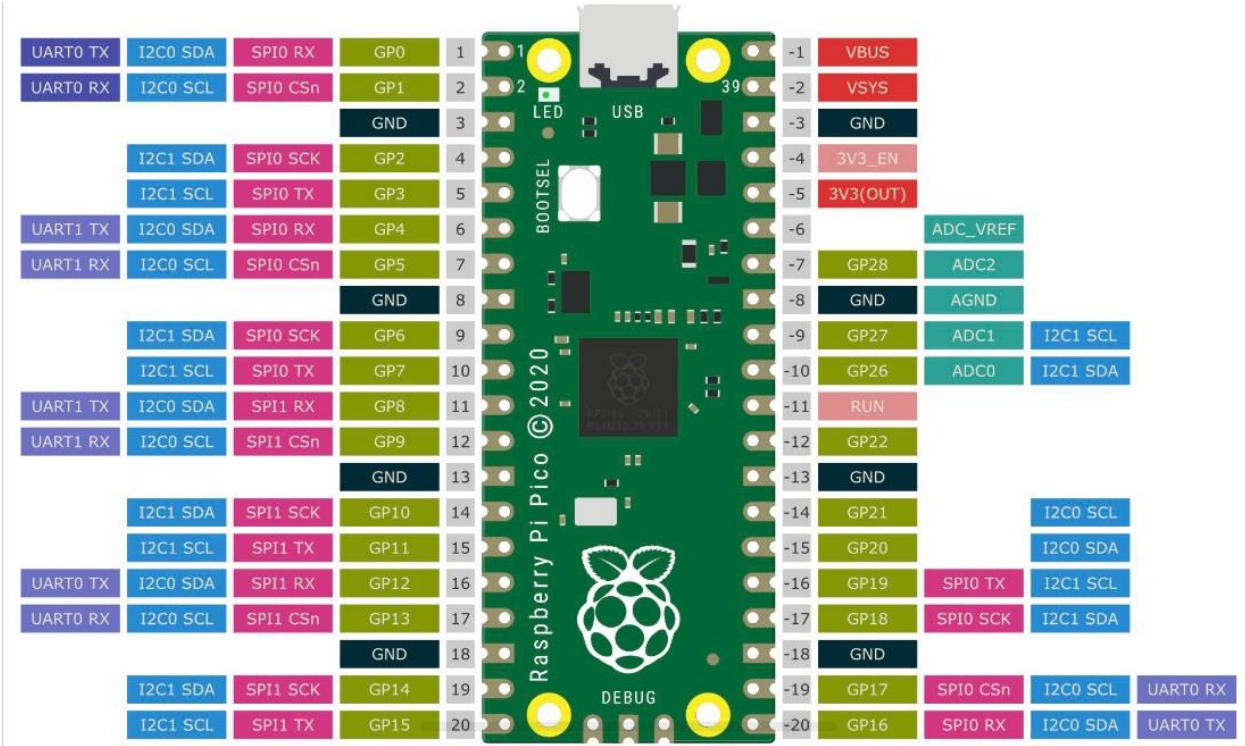 UART0 TX I2C0 SDA SPI0 RX GP0 1 1 -1 VBUS
UART0 RX I2C0 SCL SPI0 CSn GP1 2 2 39 -2 VSYS
LED USB
GND 3 -3 GND
I2C1 SDA SPI0 SCK GP2 4 -4 3V3_EN
BOOTSEL
I2C1 SCL SPI0 TX GP3 5 -5 3V3(OUT)
UART1 TX I2C0 SDA SPI0 RX GP4 6 -6 ADC_VREF
UART1 RX I2C0 SCL SPI0 CSn GP5 7 -7 GP28 ADC2
GND 8 -8 GND AGND
I2C1 SDA SPI0 SCK GP6 9 -9 GP27 ADC1 I2C1 SCL
I2C1 SCL SPI0 TX GP7 10 -10 GP26 ADC0 I2C1 SDA
UART1 TX I2C0 SDA SPI1 RX GP8 11 -11 RUN
UART1 RX I2C0 SCL SPI1 CSn GP9 12 -12 GP22
GND 13 -13 GND
Raspberry Pi Pico © 2020
I2C1 SDA SPI1 SCK GP10 14 -14 GP21 I2C0 SCL
I2C1 SCL SPI1 TX GP11 15 -15 GP20 I2C0 SDA
UART0 TX I2C0 SDA SPI1 RX GP12 16 -16 GP19 SPI0 TX I2C1 SCL
UART0 RX I2C0 SCL SPI1 CSn GP13 17 -17 GP18 SPI0 SCK I2C1 SDA
GND 18 -18 GND
I2C1 SDA SPI1 SCK GP14 19 -19 GP17 SPI0 CSn I2C0 SCL UART0 RX
DEBUG
I2C1 SCL SPI1 TX GP15 20 -20 GP16 SPI0 RX I2C0 SDA UART0 TX